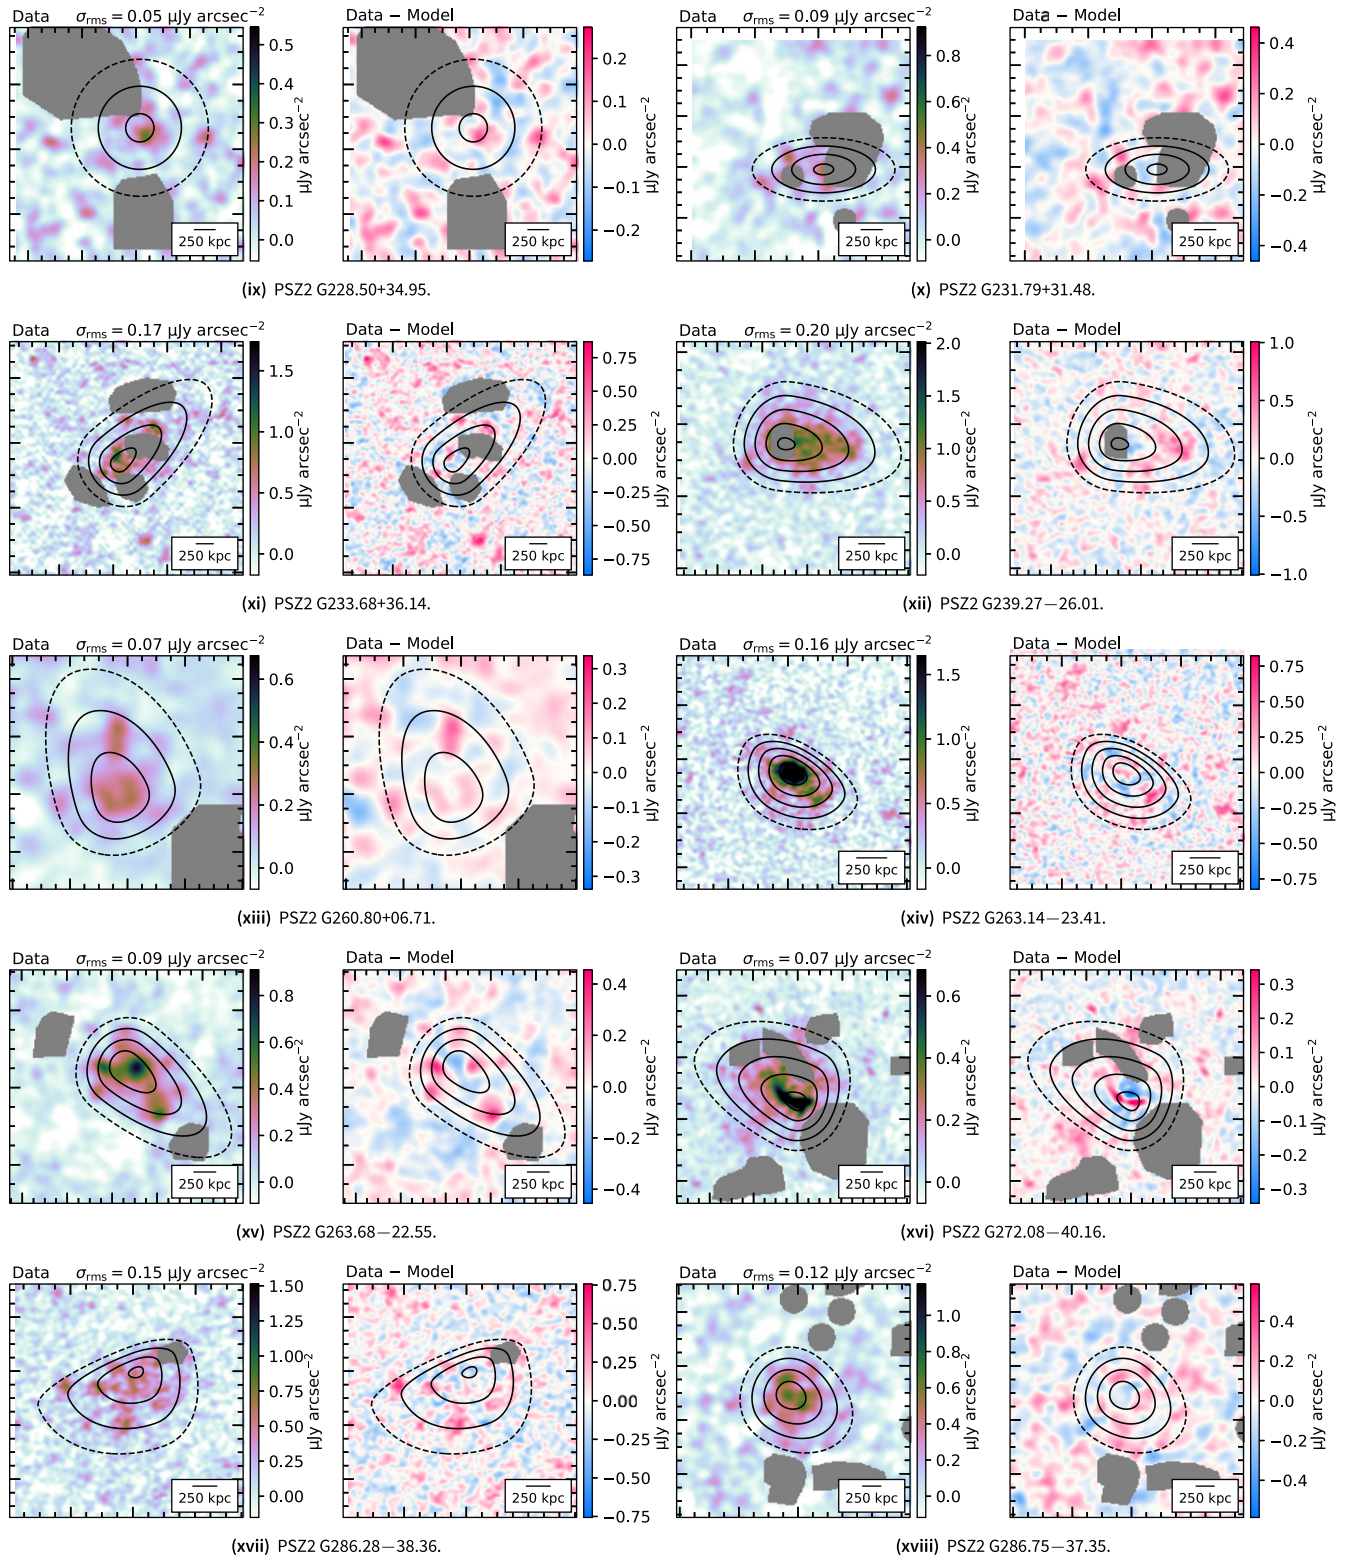 Data σrms = 0.05 µJy arcsec⁻² Data − Model Data σrms = 0.09 µJy arcsec⁻² Data − Model
0.5 0.4 0.3 0.2 0.1 0.0 µJy arcsec⁻² 250 kpc
0.2 0.1 0.0 −0.1 −0.2 µJy arcsec⁻² 250 kpc
0.8 0.6 0.4 0.2 0.0 µJy arcsec⁻² 250 kpc
0.4 0.2 0.0 −0.2 −0.4 µJy arcsec⁻² 250 kpc
(ix) PSZ2 G228.50+34.95. (x) PSZ2 G231.79+31.48.
Data σrms = 0.17 µJy arcsec⁻² Data − Model Data σrms = 0.20 µJy arcsec⁻² Data − Model
1.5 1.0 0.5 0.0 µJy arcsec⁻² 250 kpc
0.75 0.50 0.25 0.00 −0.25 −0.50 −0.75 µJy arcsec⁻² 250 kpc
2.0 1.5 1.0 0.5 0.0 µJy arcsec⁻² 250 kpc
1.0 0.5 0.0 −0.5 −1.0 µJy arcsec⁻² 250 kpc
(xi) PSZ2 G233.68+36.14. (xii) PSZ2 G239.27−26.01.
Data σrms = 0.07 µJy arcsec⁻² Data − Model Data σrms = 0.16 µJy arcsec⁻² Data − Model
0.6 0.4 0.2 0.0 µJy arcsec⁻² 250 kpc
0.3 0.2 0.1 0.0 −0.1 −0.2 −0.3 µJy arcsec⁻² 250 kpc
1.5 1.0 0.5 0.0 µJy arcsec⁻² 250 kpc
0.75 0.50 0.25 0.00 −0.25 −0.50 −0.75 µJy arcsec⁻² 250 kpc
(xiii) PSZ2 G260.80+06.71. (xiv) PSZ2 G263.14−23.41.
Data σrms = 0.09 µJy arcsec⁻² Data − Model Data σrms = 0.07 µJy arcsec⁻² Data − Model
0.8 0.6 0.4 0.2 0.0 µJy arcsec⁻² 250 kpc
0.4 0.2 0.0 −0.2 −0.4 µJy arcsec⁻² 250 kpc
0.6 0.4 0.2 0.0 µJy arcsec⁻² 250 kpc
0.3 0.2 0.1 0.0 −0.1 −0.2 −0.3 µJy arcsec⁻² 250 kpc
(xv) PSZ2 G263.68−22.55. (xvi) PSZ2 G272.08−40.16.
Data σrms = 0.15 µJy arcsec⁻² Data − Model Data σrms = 0.12 µJy arcsec⁻² Data − Model
1.50 1.25 1.00 0.75 0.50 0.25 0.00 µJy arcsec⁻² 250 kpc
0.75 0.50 0.25 0.00 −0.25 −0.50 −0.75 µJy arcsec⁻² 250 kpc
1.0 0.8 0.6 0.4 0.2 0.0 µJy arcsec⁻² 250 kpc
0.4 0.2 0.0 −0.2 −0.4 µJy arcsec⁻² 250 kpc
(xvii) PSZ2 G286.28−38.36. (xviii) PSZ2 G286.75−37.35.